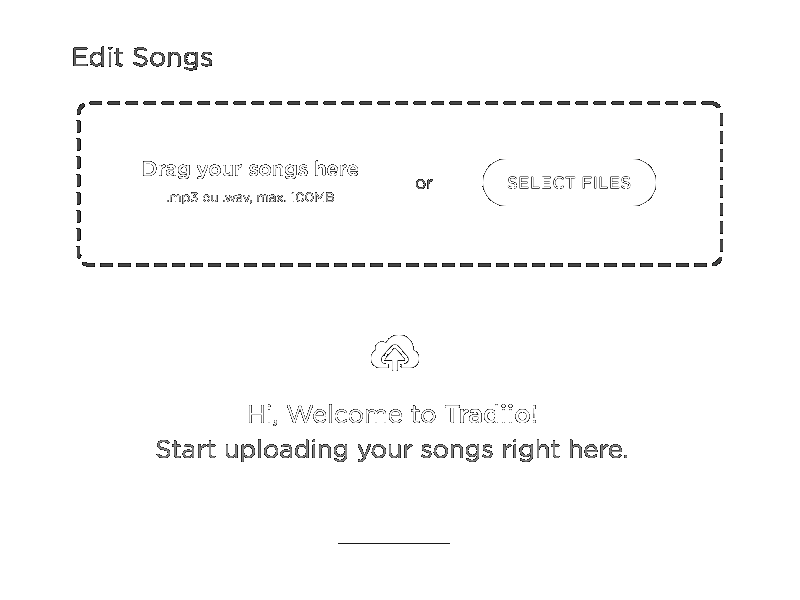 Edit Songs
Drag your songs here
.mp3 ou .wav, max. 100MB
or
SELECT FILES
Hi, Welcome to Tradiio!
Start uploading your songs right here.